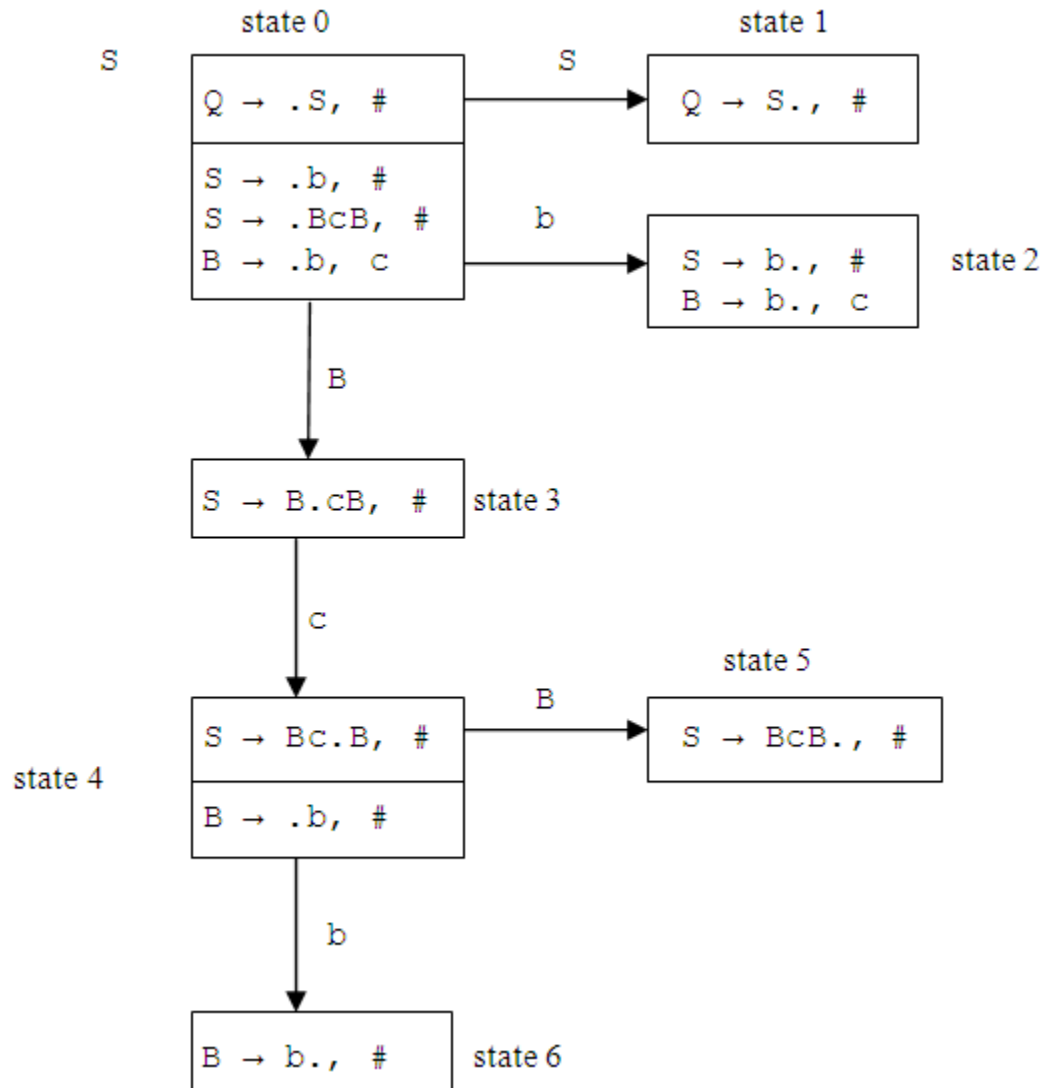 state 0
state 1
S
Q → .S, #
S
Q → S., #
S → .b, #
S → .BcB, #
B → .b, c
b
S → b., #
B → b., c
state 2
B
S → B.cB, #
state 3
c
state 5
S → Bc.B, #
B
S → BcB., #
state 4
B → .b, #
b
B → b., #
state 6